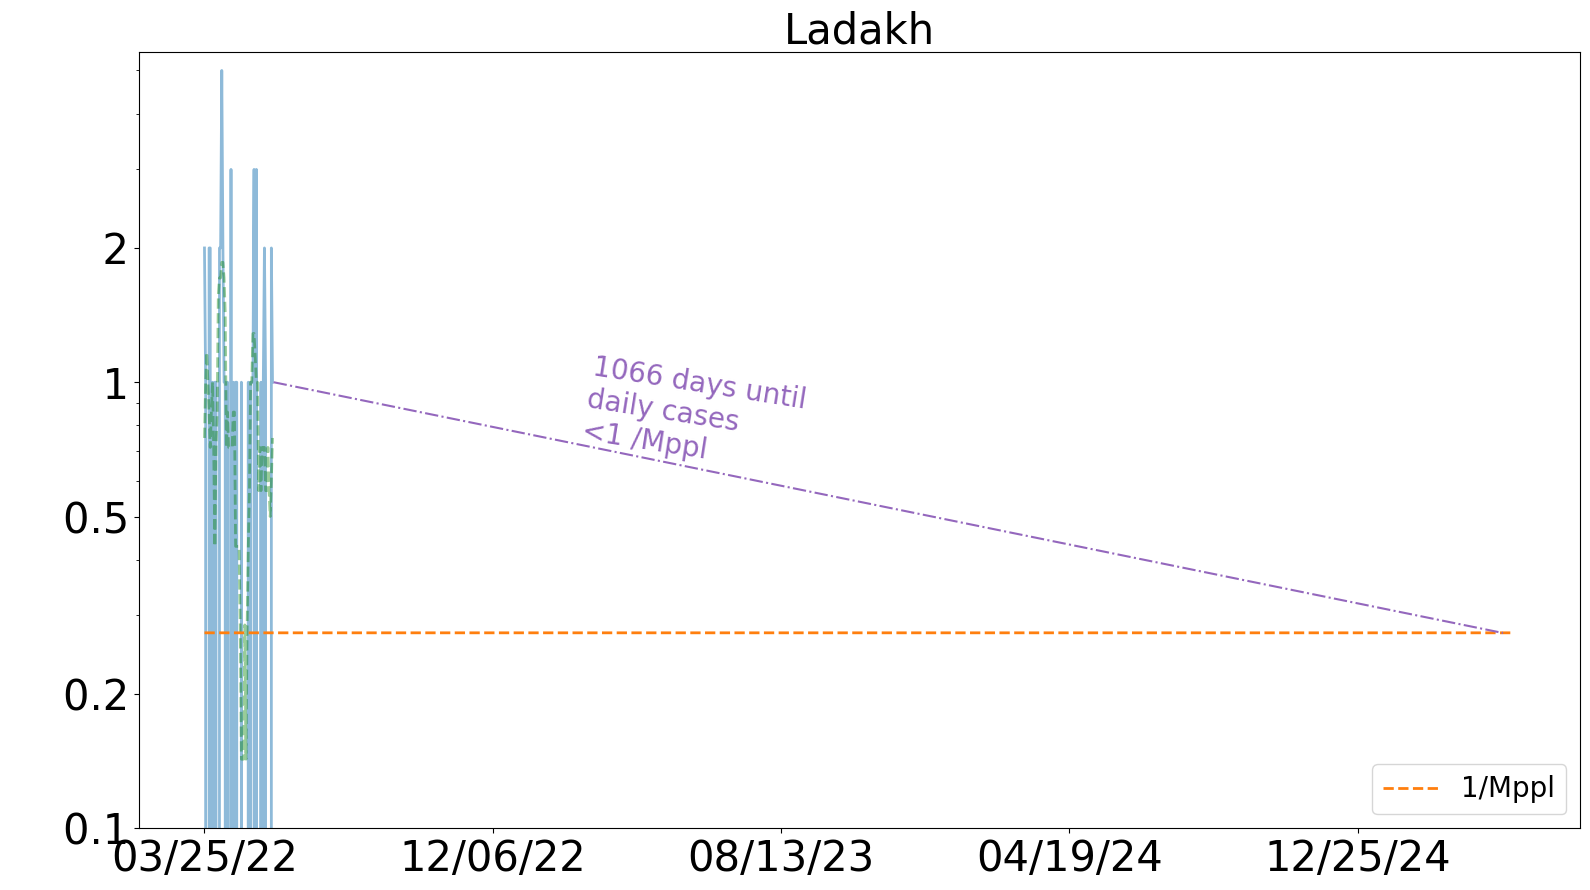 Ladakh
2
1
0.5
0.2
0.1
1066 days until
daily cases
<1 /Mppl
1/Mppl
03/25/22
12/06/22
08/13/23
04/19/24
12/25/24